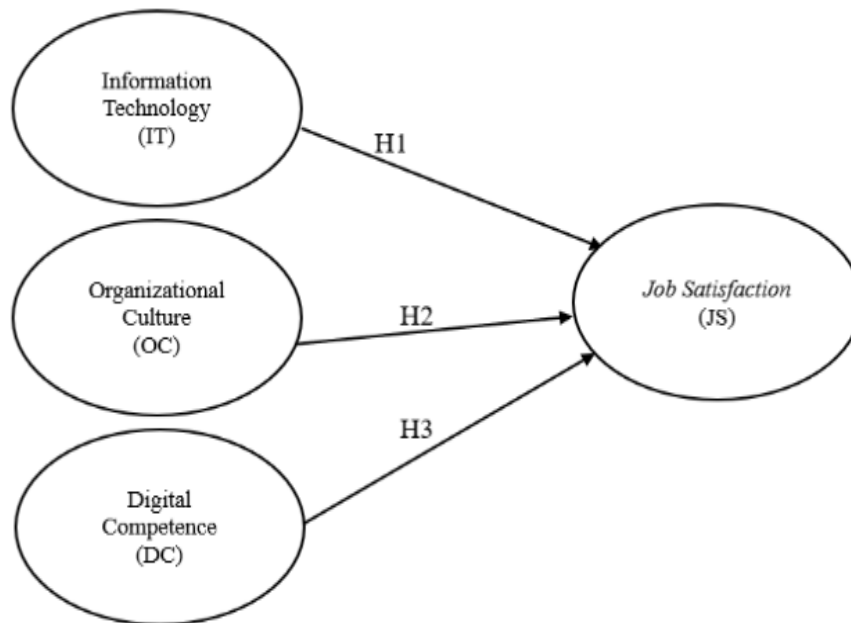 Information
Technology
(IT)
H1
Organizational
Culture
(OC)
H2
Job Satisfaction
(JS)
H3
Digital
Competence
(DC)